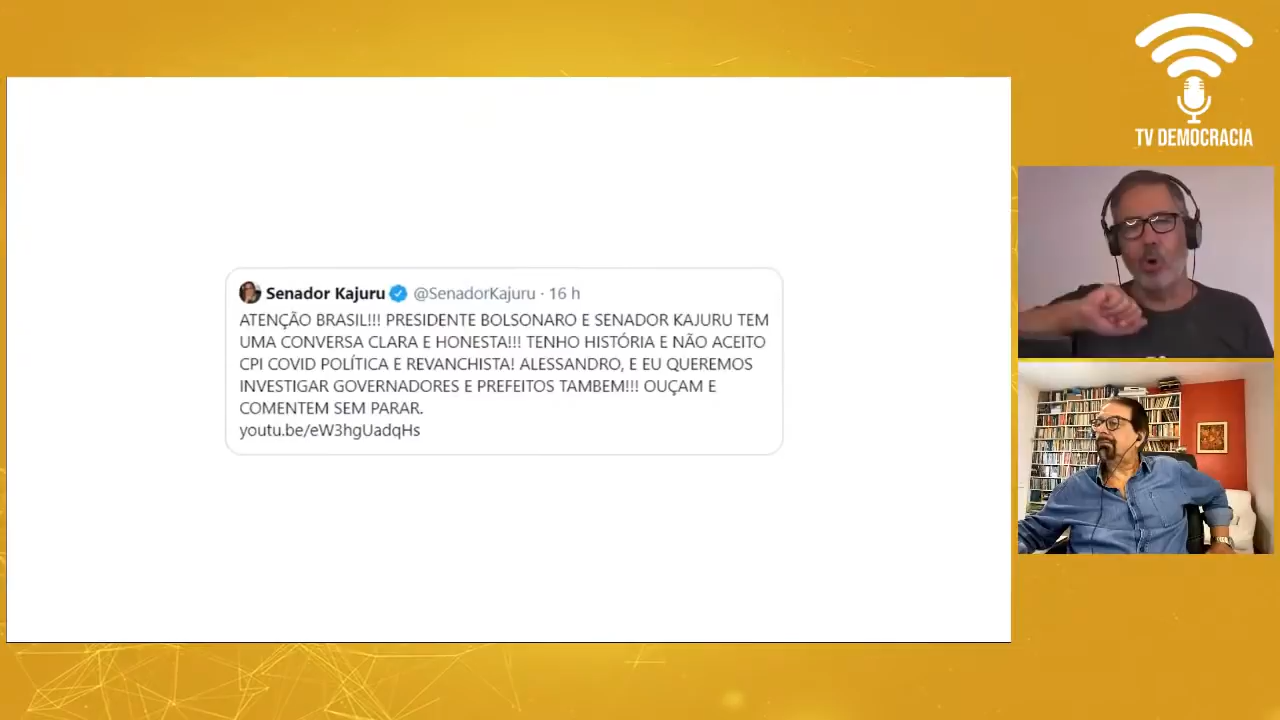 TV DEMOCRACIA
Senador Kajuru @SenadorKajuru · 16 h
ATENÇÃO BRASIL!!! PRESIDENTE BOLSONARO E SENADOR KAJURU TEM
UMA CONVERSA CLARA E HONESTA!!! TENHO HISTÓRIA E NÃO ACEITO
CPI COVID POLÍTICA E REVANCHISTA! ALESSANDRO, E EU QUEREMOS
INVESTIGAR GOVERNADORES E PREFEITOS TAMBEM!!! OUÇAM E
COMENTEM SEM PARAR.
youtu.be/eW3hgUadqHs